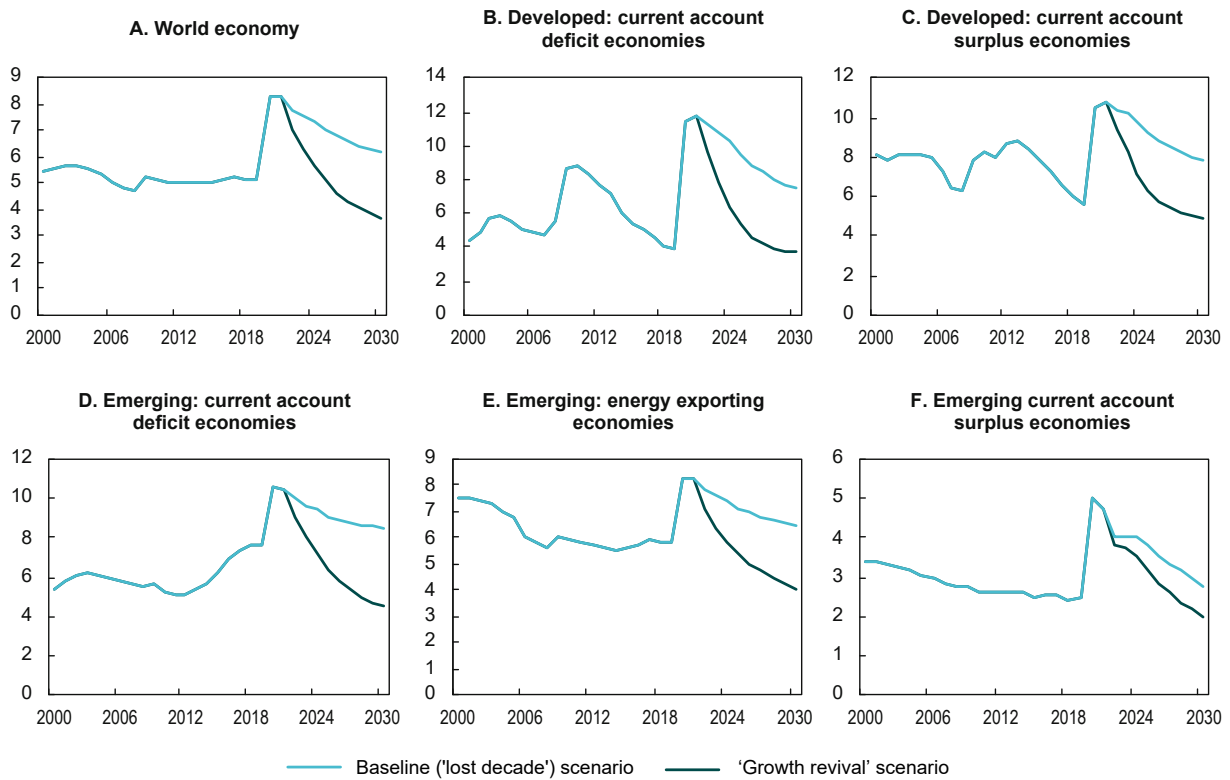 A. World economy
B. Developed: current account
deficit economies
C. Developed: current account
surplus economies
9
8
7
6
5
4
3
2
1
0
2000 2006 2012 2018 2024 2030
14
12
10
8
6
4
2
0
2000 2006 2012 2018 2024 2030
12
10
8
6
4
2
0
2000 2006 2012 2018 2024 2030
D. Emerging: current account
deficit economies
E. Emerging: energy exporting
economies
F. Emerging current account
surplus economies
12
10
8
6
4
2
0
2000 2006 2012 2018 2024 2030
9
8
7
6
5
4
3
2
1
0
2000 2006 2012 2018 2024 2030
6
5
4
3
2
1
0
2000 2006 2012 2018 2024 2030
Baseline ('lost decade') scenario
‘Growth revival’ scenario